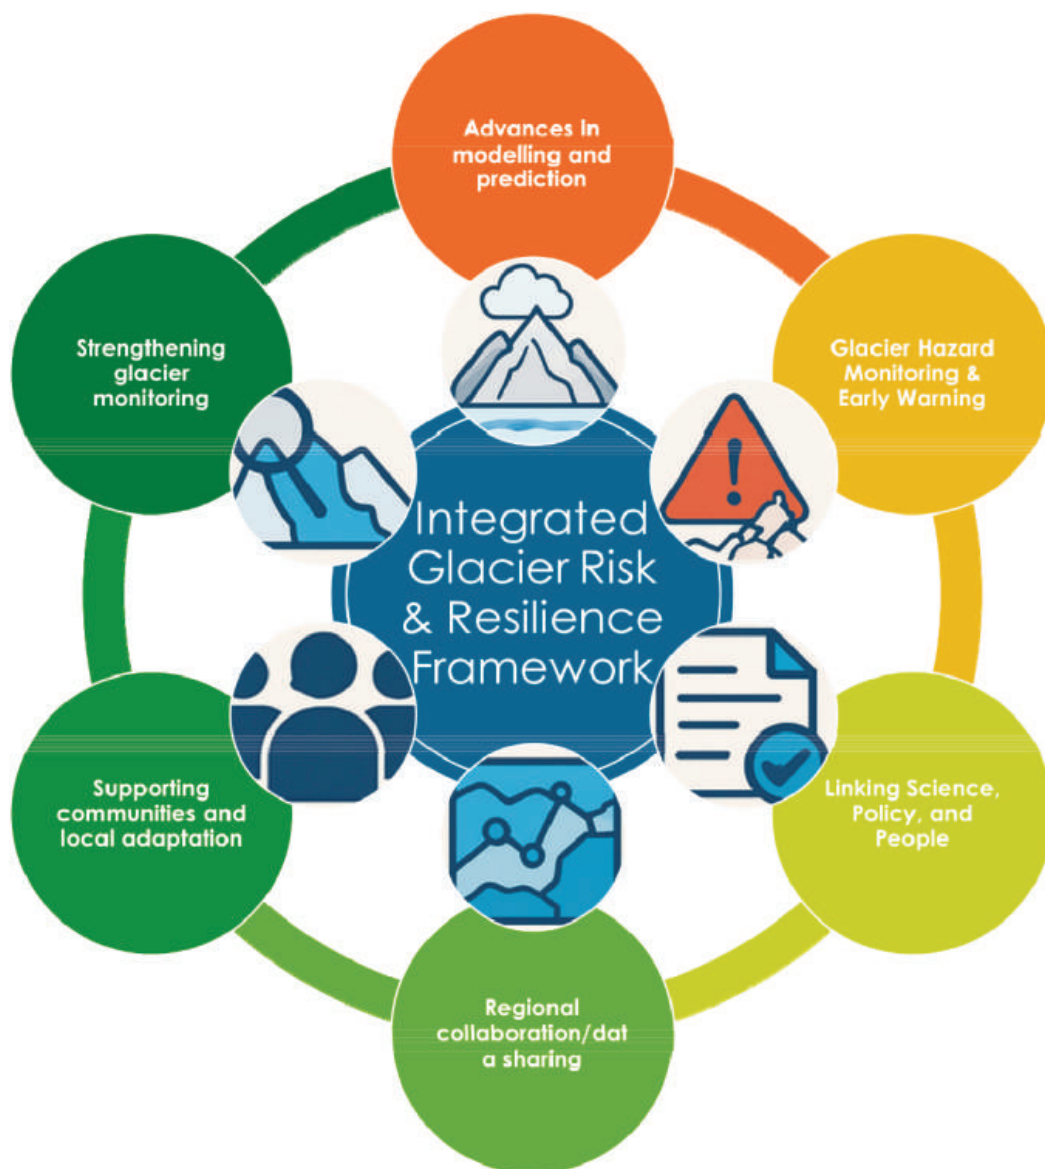 Advances in
modelling and
prediction
Glacier Hazard
Monitoring &
Early Warning
Linking Science,
Policy, and
People
Regional
collaboration/dat
a sharing
Supporting
communities and
local adaptation
Strengthening
glacier
monitoring
Integrated
Glacier Risk
& Resilience
Framework